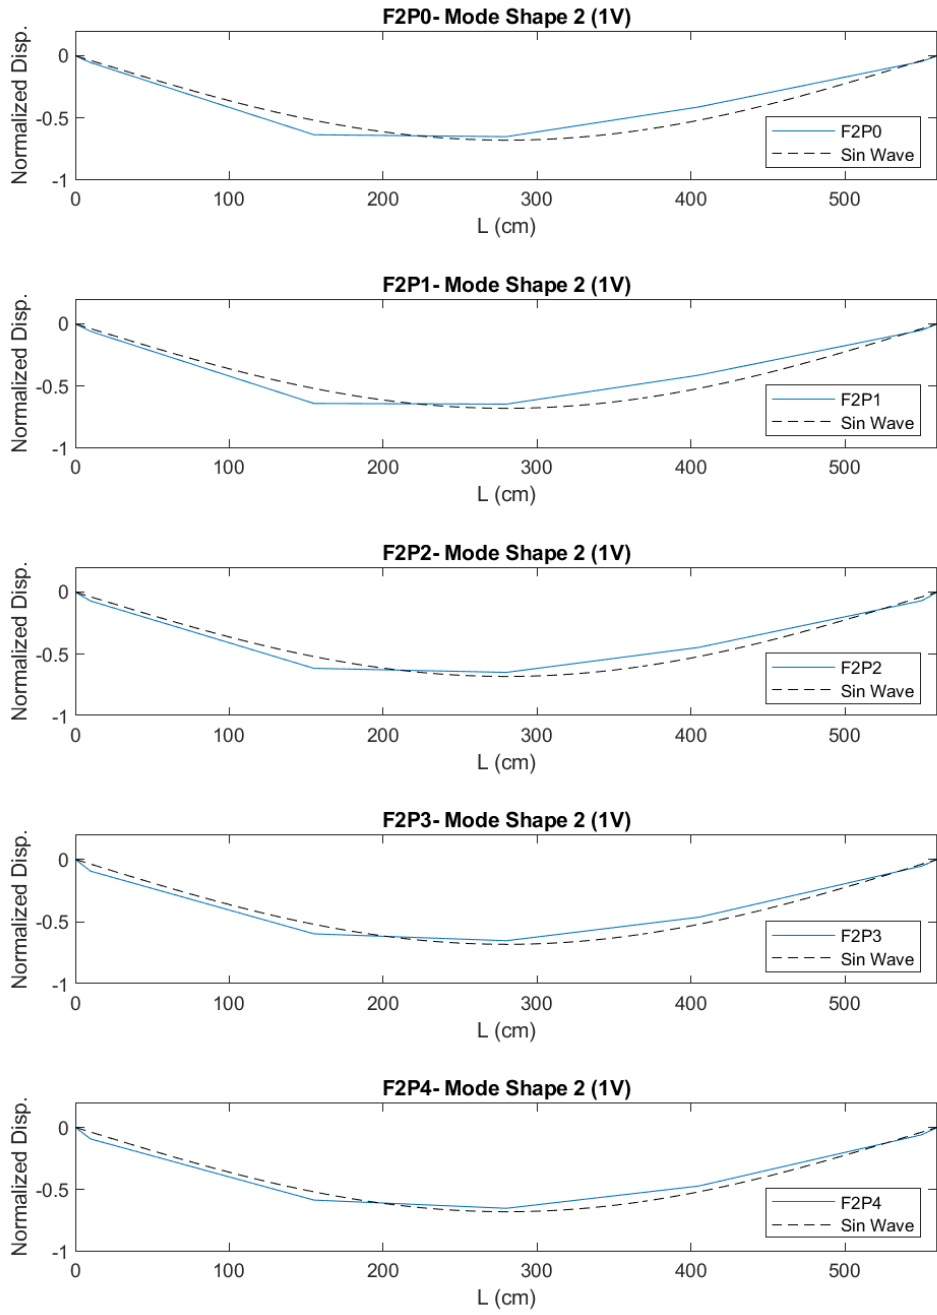 F2P0- Mode Shape 2 (1V)
Normalized Disp.
0
-0.5
-1
F2P0
Sin Wave
0 100 200 300 400 500
L (cm)
F2P1- Mode Shape 2 (1V)
Normalized Disp.
0
-0.5
-1
F2P1
Sin Wave
0 100 200 300 400 500
L (cm)
F2P2- Mode Shape 2 (1V)
Normalized Disp.
0
-0.5
-1
F2P2
Sin Wave
0 100 200 300 400 500
L (cm)
F2P3- Mode Shape 2 (1V)
Normalized Disp.
0
-0.5
-1
F2P3
Sin Wave
0 100 200 300 400 500
L (cm)
F2P4- Mode Shape 2 (1V)
Normalized Disp.
0
-0.5
-1
F2P4
Sin Wave
0 100 200 300 400 500
L (cm)